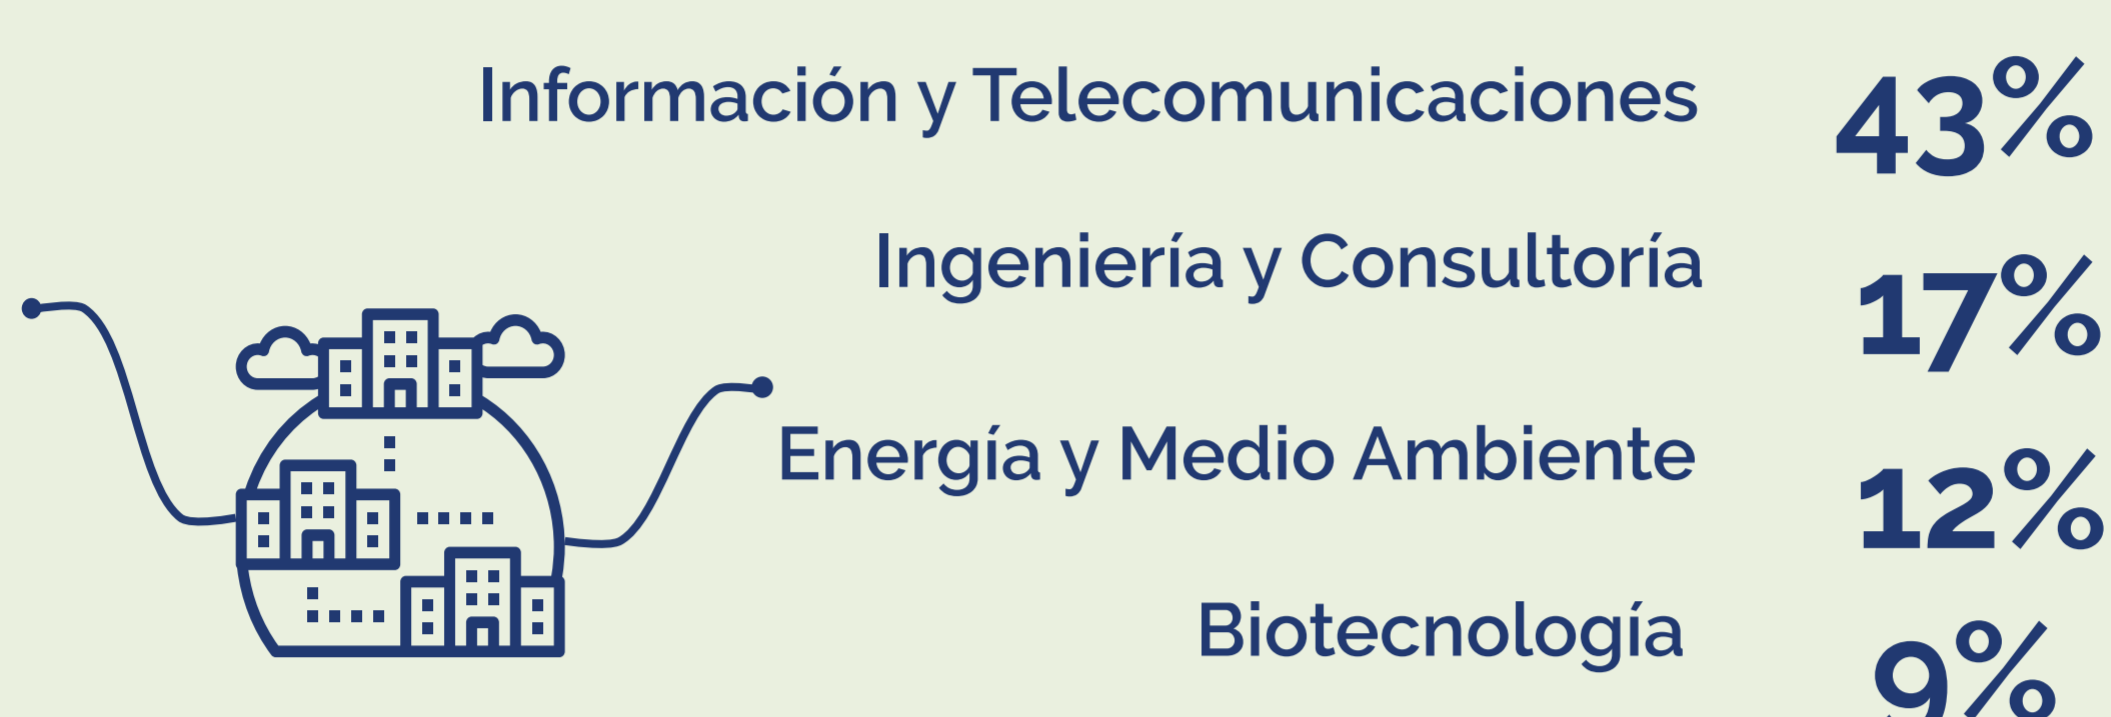 Información y Telecomunicaciones 43%
Ingeniería y Consultoría 17%
Energía y Medio Ambiente 12%
Biotecnología 9%